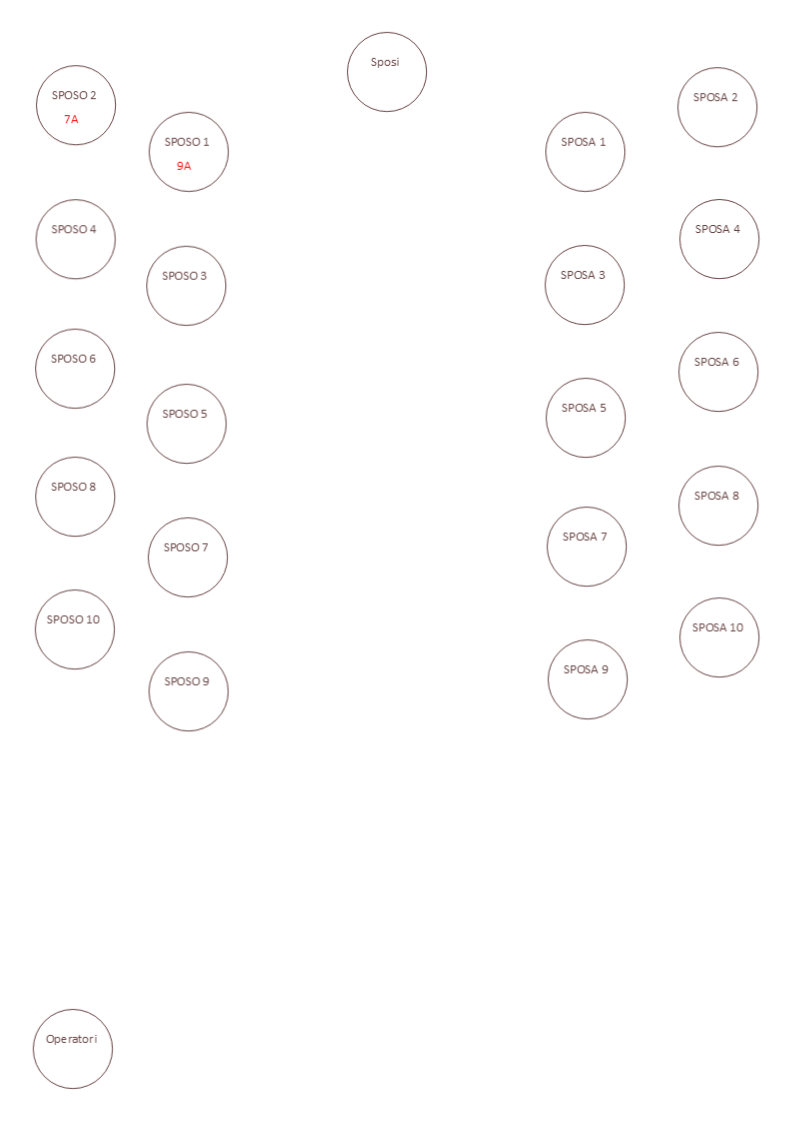 Sposi
SPOSO 2
7A
SPOSA 2
SPOSO 1
9A
SPOSA 1
SPOSO 4
SPOSA 4
SPOSO 3
SPOSA 3
SPOSO 6
SPOSA 6
SPOSO 5
SPOSA 5
SPOSO 8
SPOSA 8
SPOSO 7
SPOSA 7
SPOSO 10
SPOSA 10
SPOSO 9
SPOSA 9
Operatori